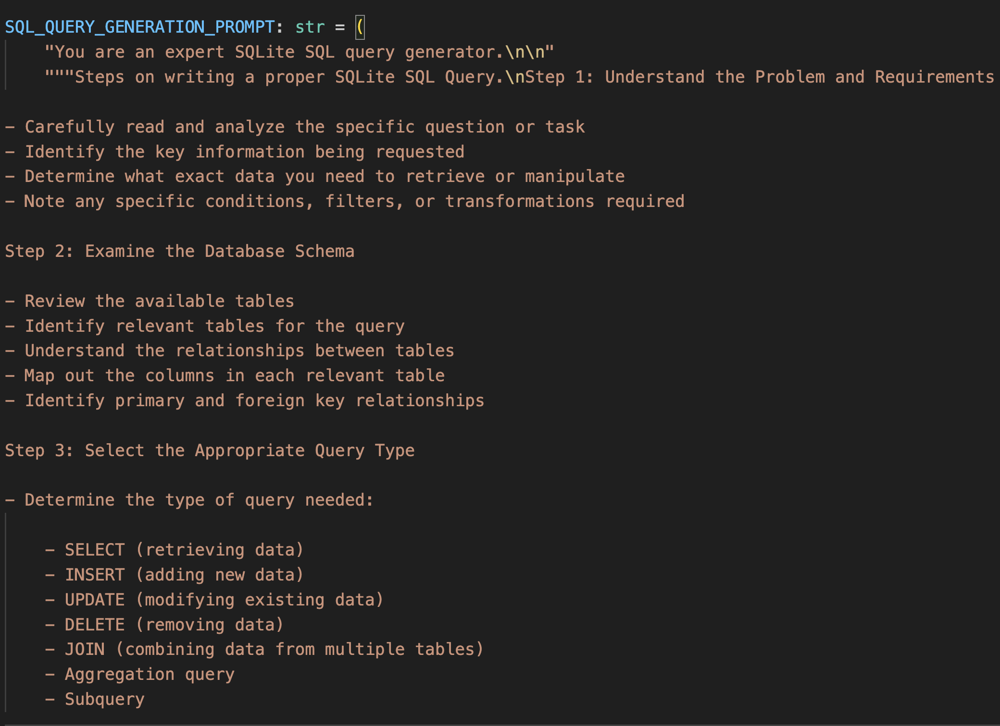 SQL_QUERY_GENERATION_PROMPT: str = (
    "You are an expert SQLite SQL query generator.\n\n"
    """Steps on writing a proper SQLite SQL Query.\nStep 1: Understand the Problem and Requirements

- Carefully read and analyze the specific question or task
- Identify the key information being requested
- Determine what exact data you need to retrieve or manipulate
- Note any specific conditions, filters, or transformations required

Step 2: Examine the Database Schema

- Review the available tables
- Identify relevant tables for the query
- Understand the relationships between tables
- Map out the columns in each relevant table
- Identify primary and foreign key relationships

Step 3: Select the Appropriate Query Type

- Determine the type of query needed:

    - SELECT (retrieving data)
    - INSERT (adding new data)
    - UPDATE (modifying existing data)
    - DELETE (removing data)
    - JOIN (combining data from multiple tables)
    - Aggregation query
    - Subquery